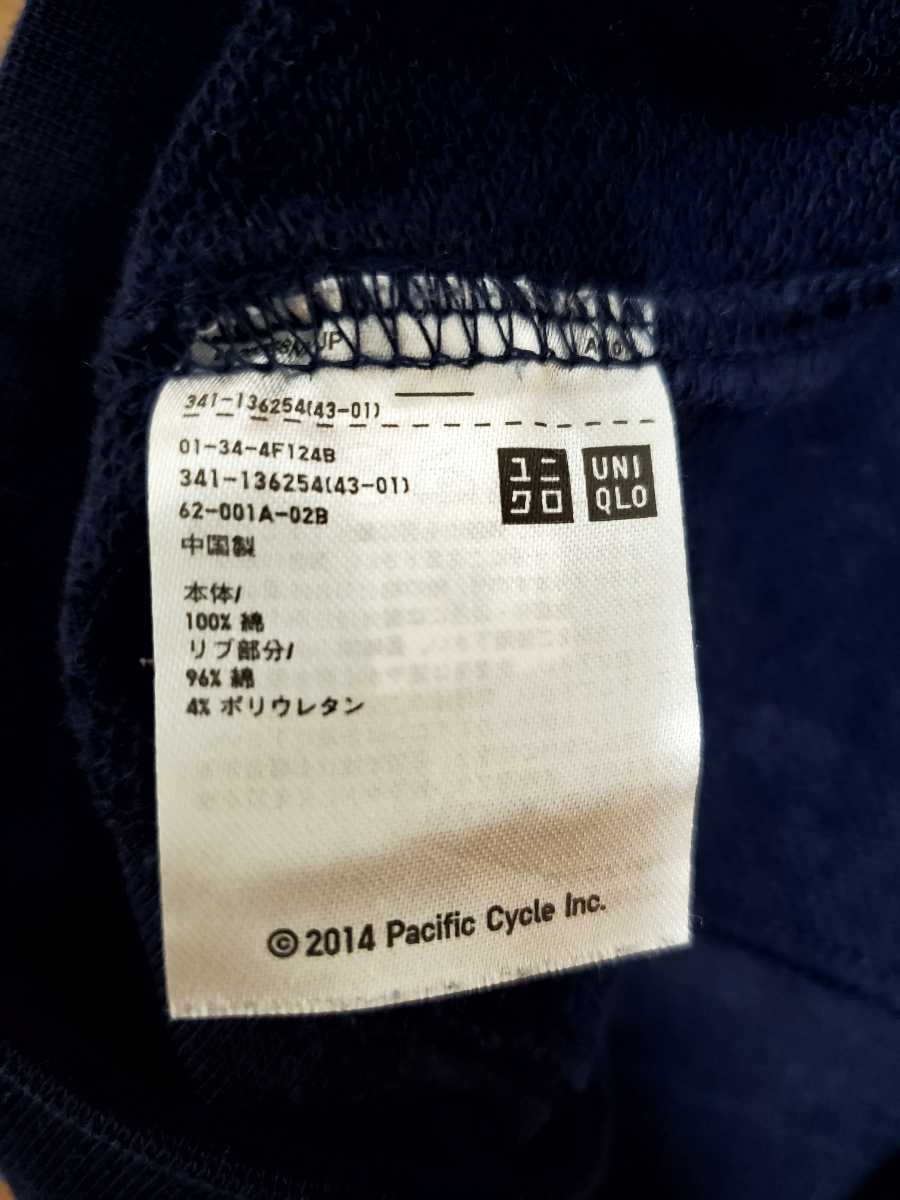 JP
341-136254(43-01)
01-34-4F124B
341-136254(43-01)
62-001A-02B
ユニ
クロ
UNI
QLO
中国製
本体/
100% 綿
リブ部分/
96% 綿
4% ポリウレタン
© 2014 Pacific Cycle Inc.